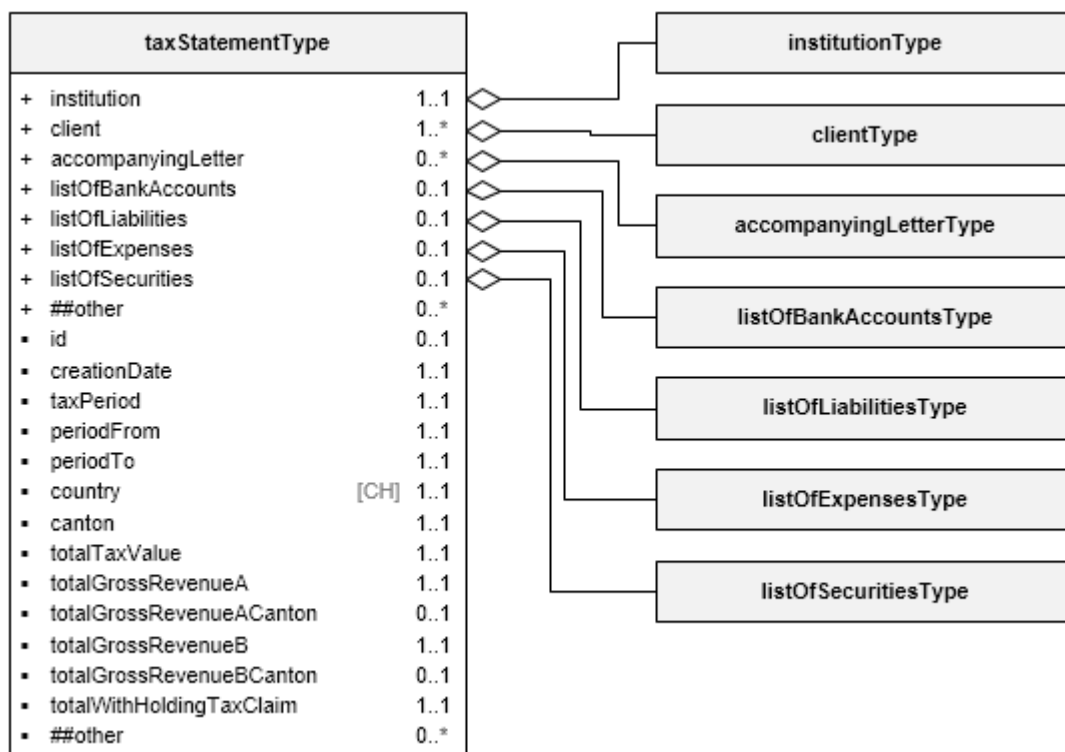 taxStatementType
+ institution 1..1
+ client 1..*
+ accompanyingLetter 0..*
+ listOfBankAccounts 0..1
+ listOfLiabilities 0..1
+ listOfExpenses 0..1
+ listOfSecurities 0..1
+ ##other 0..*
▪ id 0..1
▪ creationDate 1..1
▪ taxPeriod 1..1
▪ periodFrom 1..1
▪ periodTo 1..1
▪ country [CH] 1..1
▪ canton 1..1
▪ totalTaxValue 1..1
▪ totalGrossRevenueA 1..1
▪ totalGrossRevenueACanton 0..1
▪ totalGrossRevenueB 1..1
▪ totalGrossRevenueBCanton 0..1
▪ totalWithHoldingTaxClaim 1..1
▪ ##other 0..*
institutionType
clientType
accompanyingLetterType
listOfBankAccountsType
listOfLiabilitiesType
listOfExpensesType
listOfSecuritiesType